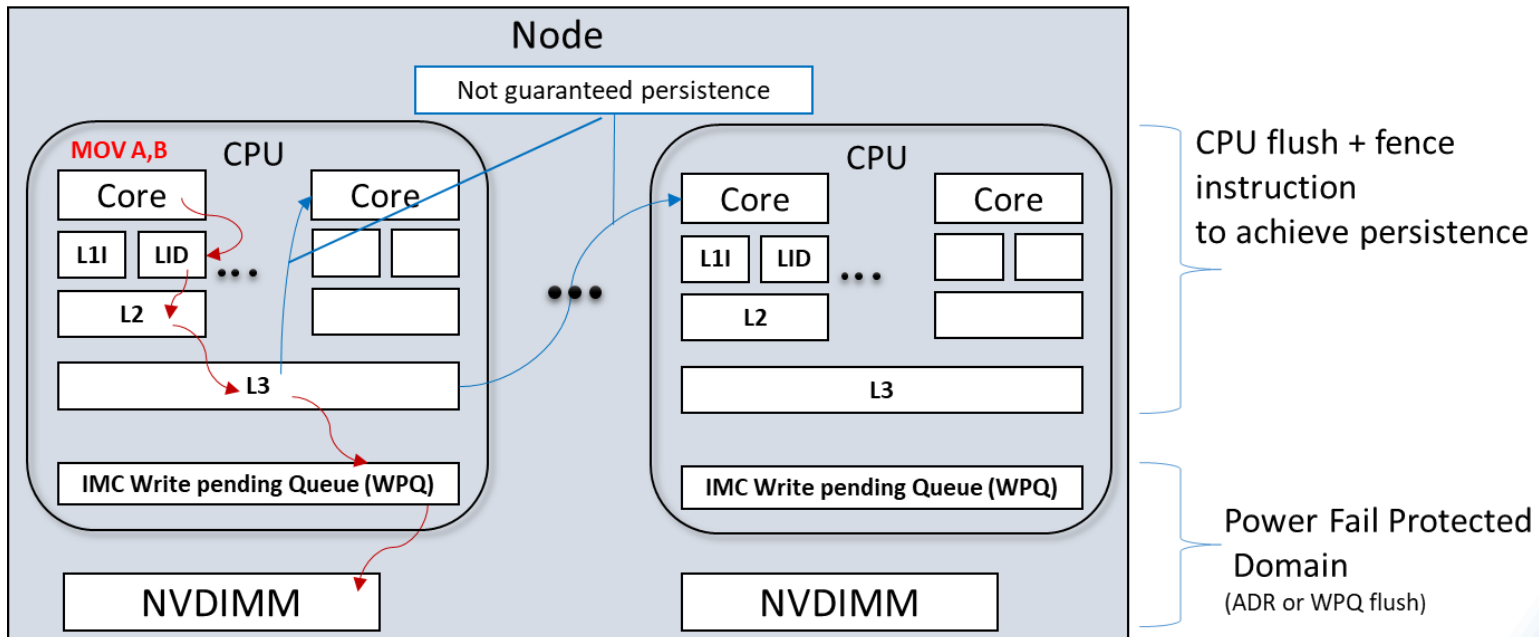 Node
Not guaranteed persistence
MOV A,B
CPU
Core
Core
L1I
LID
L2
L3
IMC Write pending Queue (WPQ)
NVDIMM
CPU
Core
Core
L1I
LID
L2
L3
IMC Write pending Queue (WPQ)
NVDIMM
CPU flush + fence
instruction
to achieve persistence
Power Fail Protected
Domain
(ADR or WPQ flush)